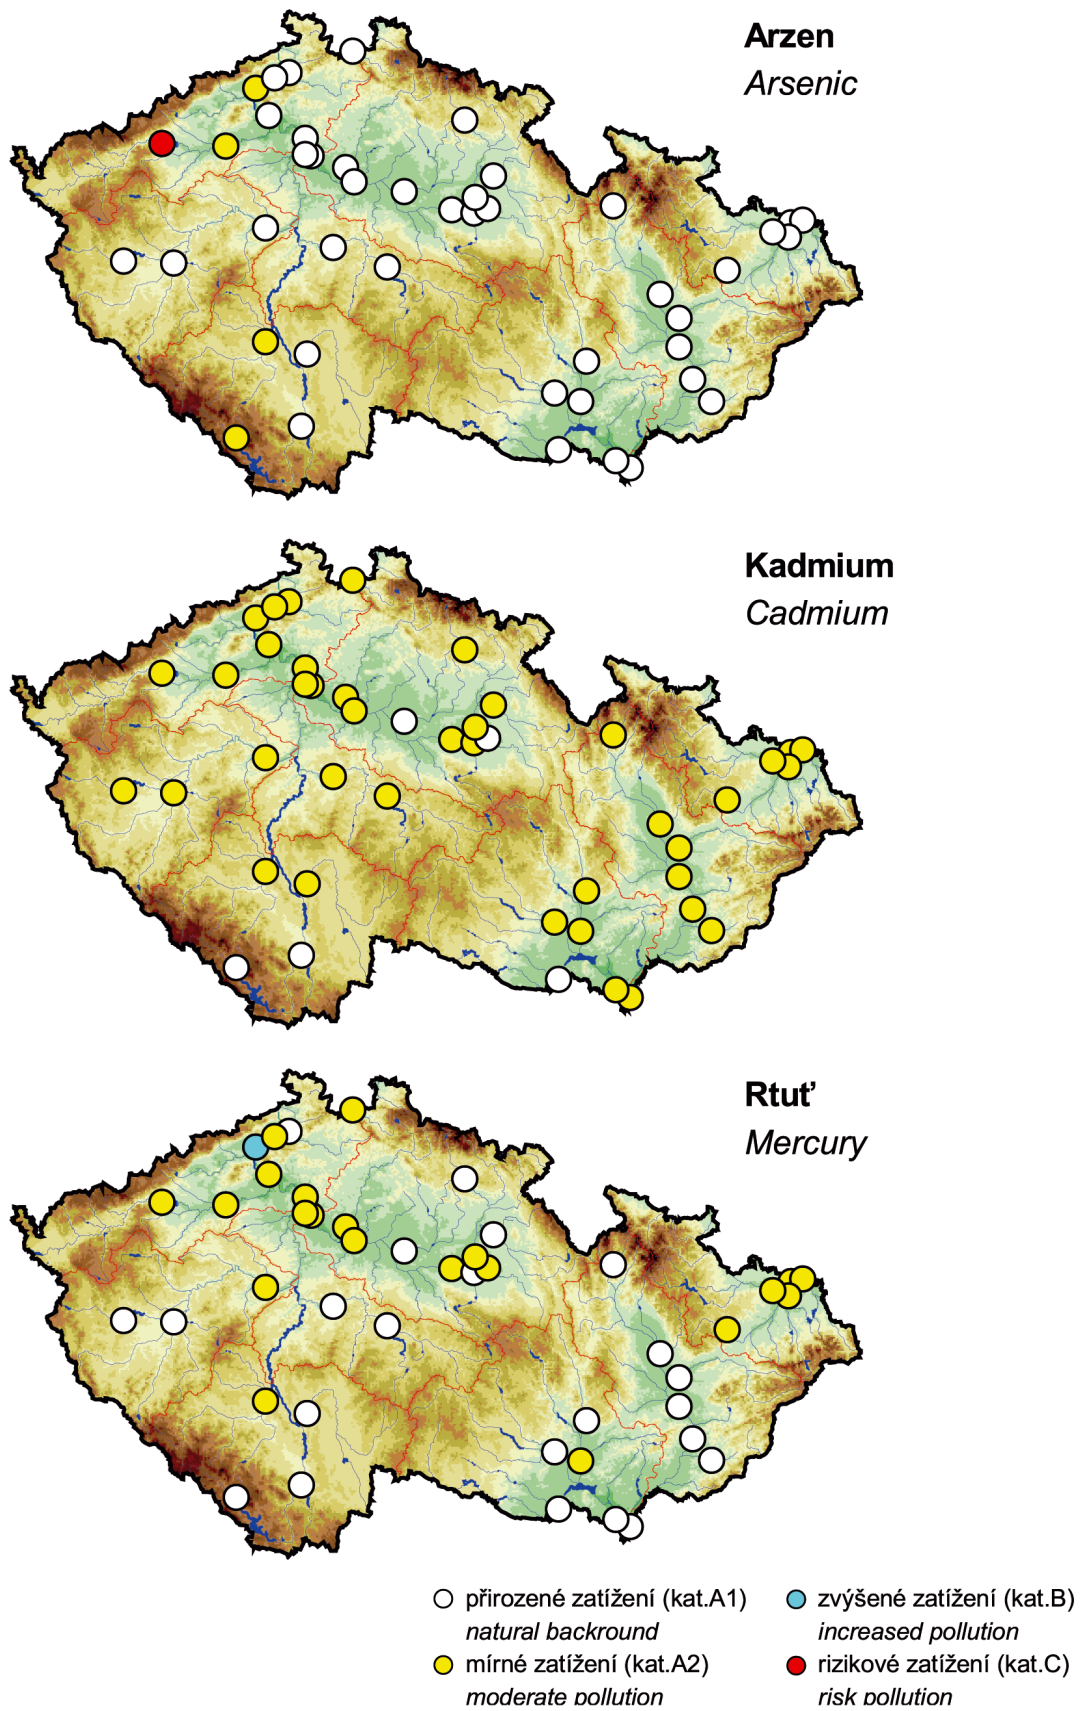 Arzen
Arsenic
Kadmium
Cadmium
Rtuť
Mercury
přirozené zatížení (kat.A1)
natural backround
mírné zatížení (kat.A2)
moderate pollution
zvýšené zatížení (kat.B)
increased pollution
rizikové zatížení (kat.C)
risk pollution